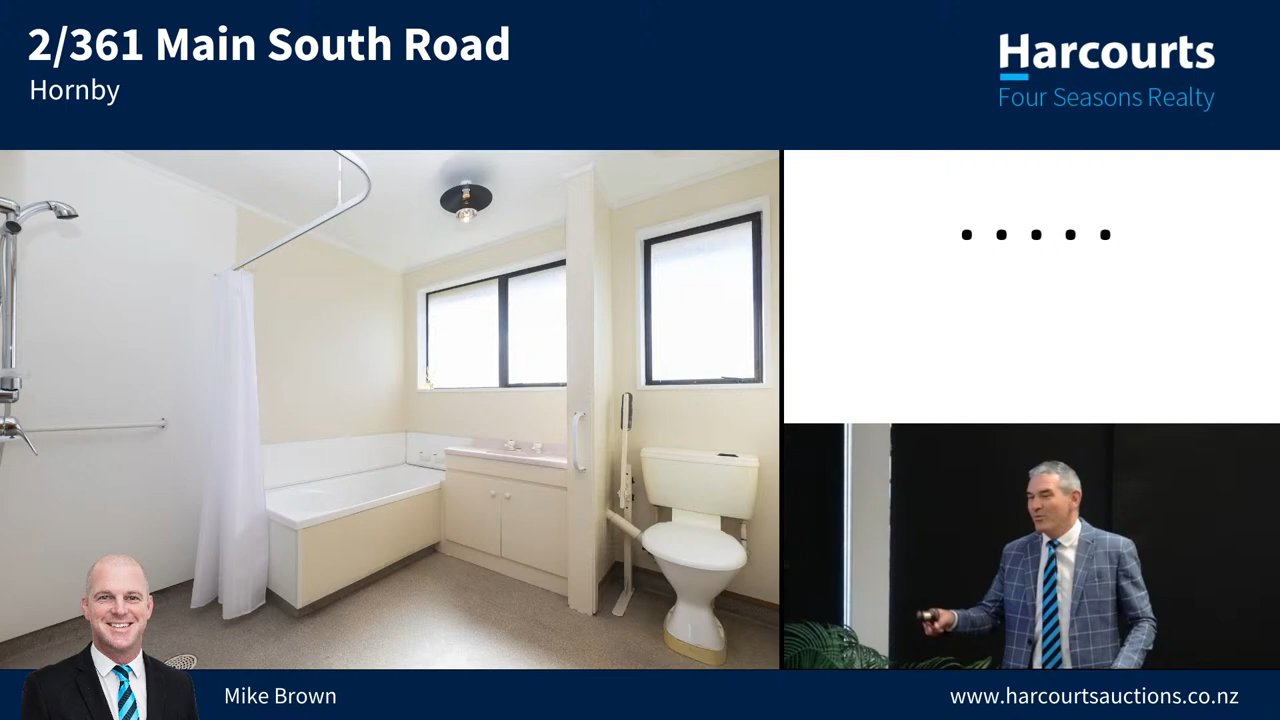 2/361 Main South Road
Hornby
Harcourts
Four Seasons Realty
.....
Mike Brown
www.harcourtsauctions.co.nz